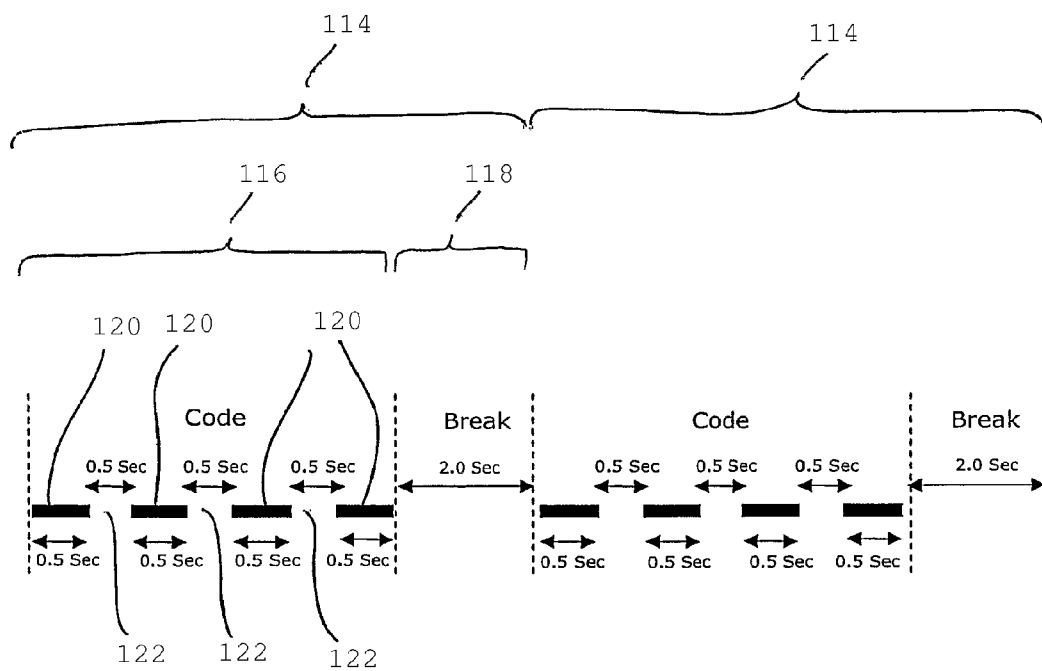 114 114
116 118
120 120 120
Code Break Code Break
0.5 Sec 0.5 Sec 0.5 Sec 2.0 Sec 0.5 Sec 0.5 Sec 0.5 Sec 2.0 Sec
0.5 Sec 0.5 Sec 0.5 Sec 0.5 Sec 0.5 Sec 0.5 Sec 0.5 Sec 0.5 Sec
122 122 122